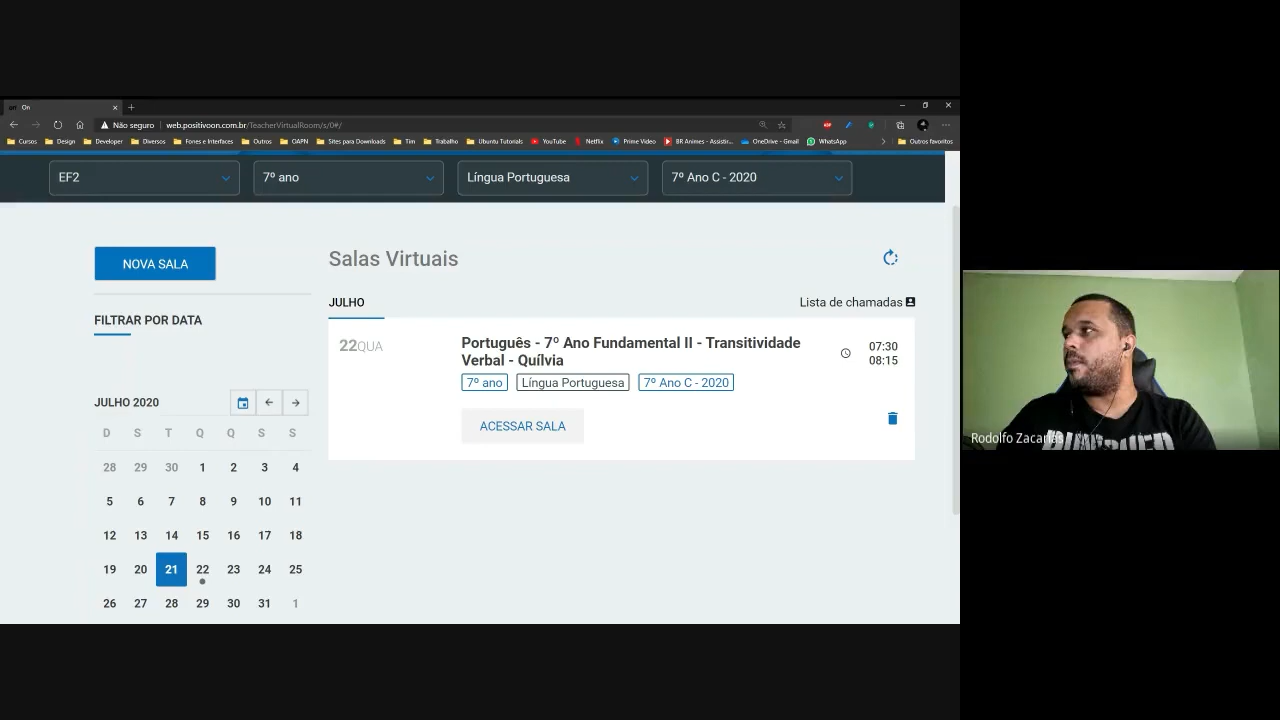 On
Não seguro
web.positivoon.com.br/TeacherVirtualRoom/s/0#/
Cursos Design Developer Diversos Fones e Interfaces Outros OAPN Sites para Downloads Tim Trabalho Ubuntu Tutorials YouTube Netflix Prime Video BR Animes - Assistir... OneDrive - Gmail WhatsApp Outros favoritos
EF2 7º ano Língua Portuguesa 7º Ano C - 2020
NOVA SALA
FILTRAR POR DATA
JULHO 2020
D S T Q Q S S
28 29 30 1 2 3 4
5 6 7 8 9 10 11
12 13 14 15 16 17 18
19 20 21 22 23 24 25
26 27 28 29 30 31 1
Salas Virtuais
JULHO
Lista de chamadas
22QUA
Português - 7º Ano Fundamental II - Transitividade
Verbal - Quílvia
7º ano Língua Portuguesa 7º Ano C - 2020
07:30
08:15
ACESSAR SALA
Rodolfo Zacarias